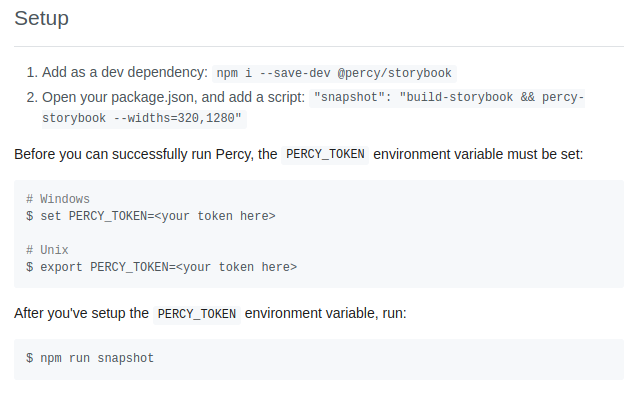 Setup
1. Add as a dev dependency: npm i --save-dev @percy/storybook
2. Open your package.json, and add a script: "snapshot": "build-storybook && percy-
storybook --widths=320,1280"
Before you can successfully run Percy, the PERCY_TOKEN environment variable must be set:
# Windows
$ set PERCY_TOKEN=<your token here>
# Unix
$ export PERCY_TOKEN=<your token here>
After you've setup the PERCY_TOKEN environment variable, run:
$ npm run snapshot